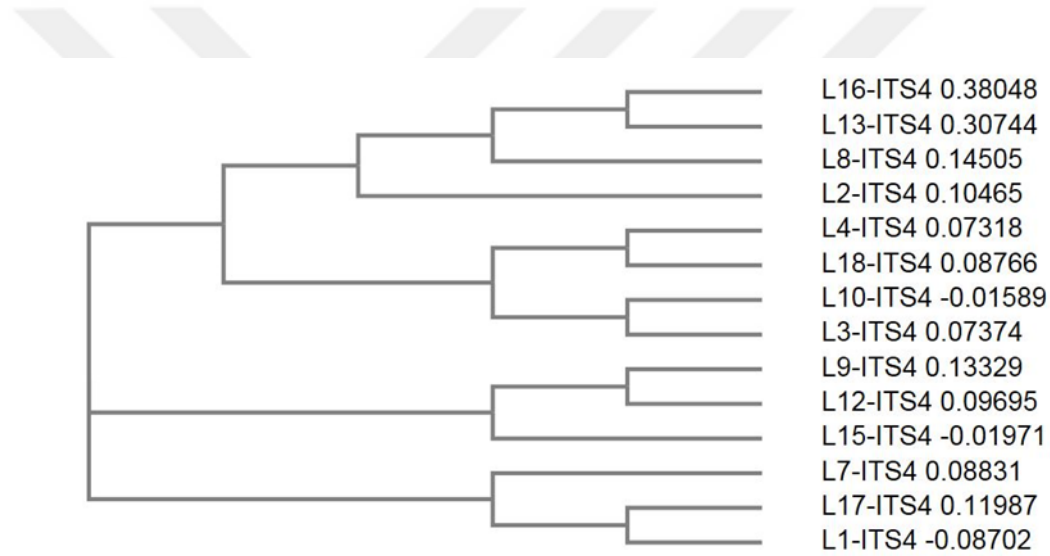 L16-ITS4 0.38048
L13-ITS4 0.30744
L8-ITS4 0.14505
L2-ITS4 0.10465
L4-ITS4 0.07318
L18-ITS4 0.08766
L10-ITS4 -0.01589
L3-ITS4 0.07374
L9-ITS4 0.13329
L12-ITS4 0.09695
L15-ITS4 -0.01971
L7-ITS4 0.08831
L17-ITS4 0.11987
L1-ITS4 -0.08702